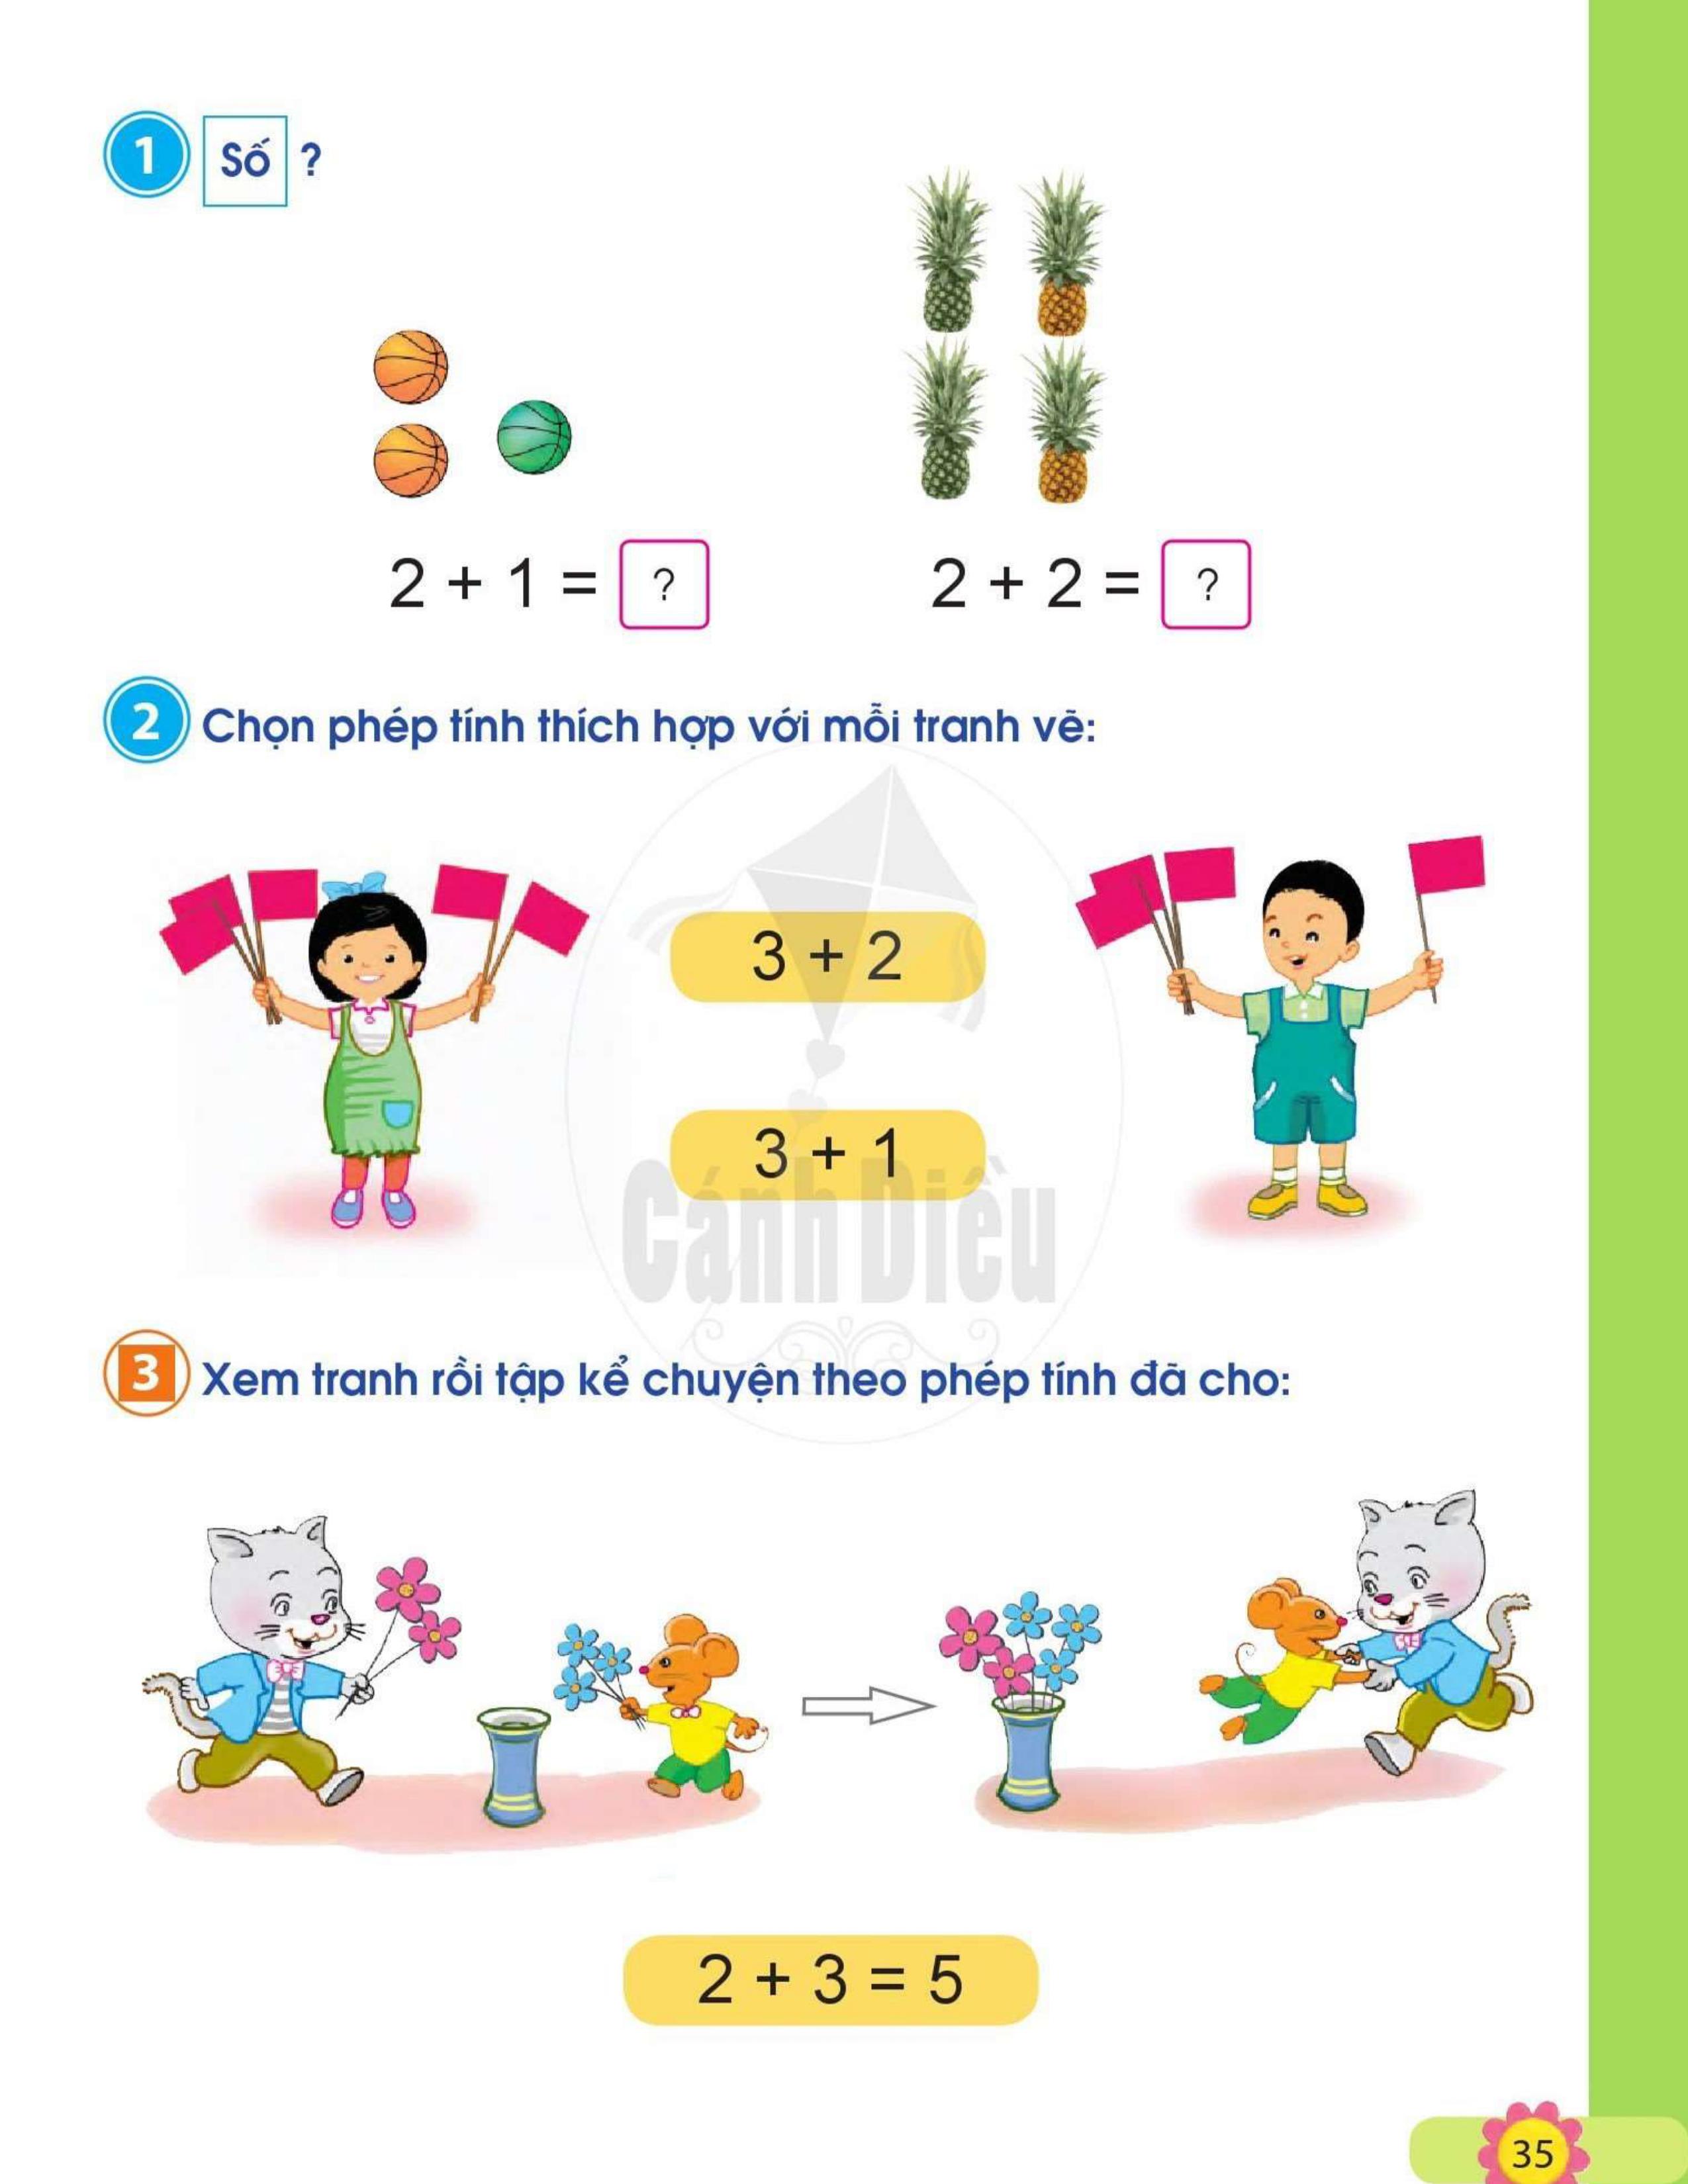 1 Số ?
2 + 1 = ? 2 + 2 = ?
2 Chọn phép tính thích hợp với mỗi tranh vẽ:
3 + 2
3 + 1
Cánh Diều
3 Xem tranh rồi tập kể chuyện theo phép tính đã cho:
2 + 3 = 5
35